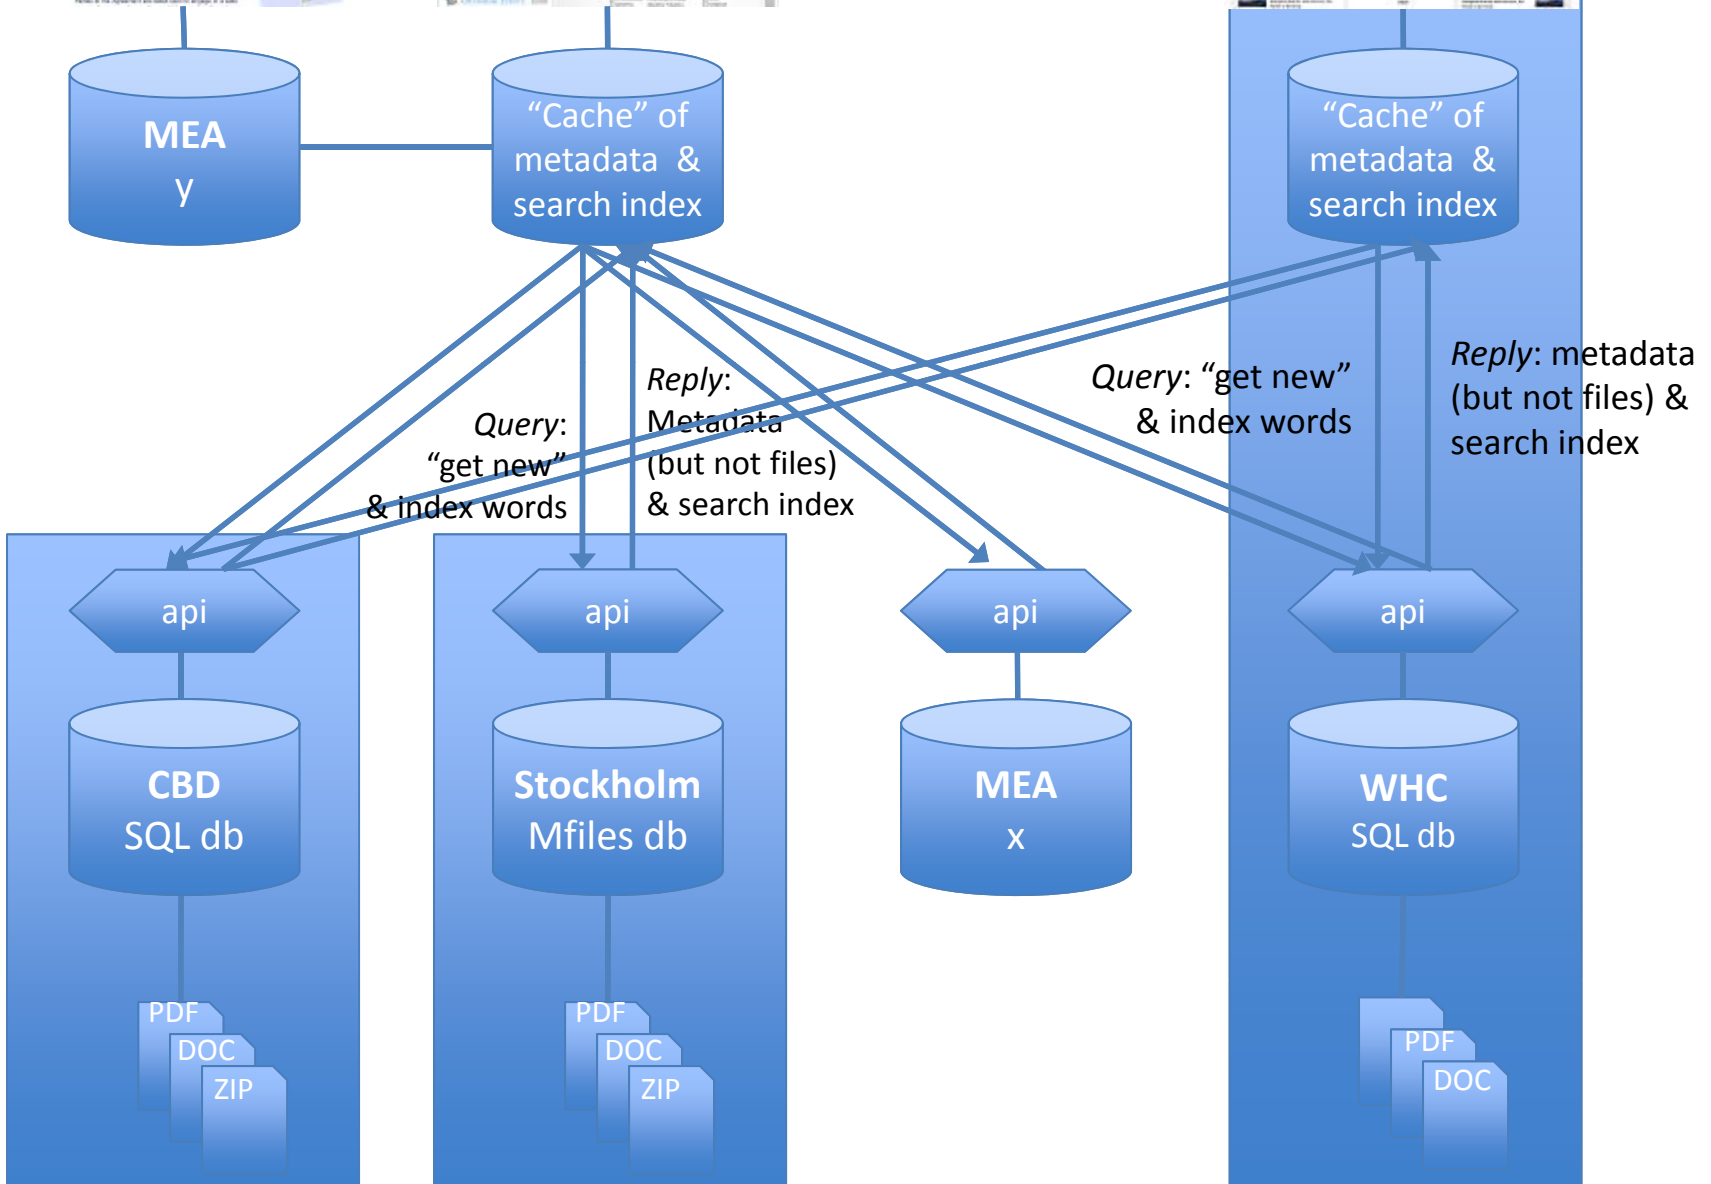 MEA
y
“Cache” of
metadata &
search index
“Cache” of
metadata &
search index
Query:
“get new”
& index words
Reply:
Metadata
(but not files)
& search index
Query: “get new”
& index words
Reply: metadata
(but not files) &
search index
api
api
api
api
CBD
SQL db
Stockholm
Mfiles db
MEA
x
WHC
SQL db
PDF
DOC
ZIP
PDF
DOC
ZIP
PDF
DOC